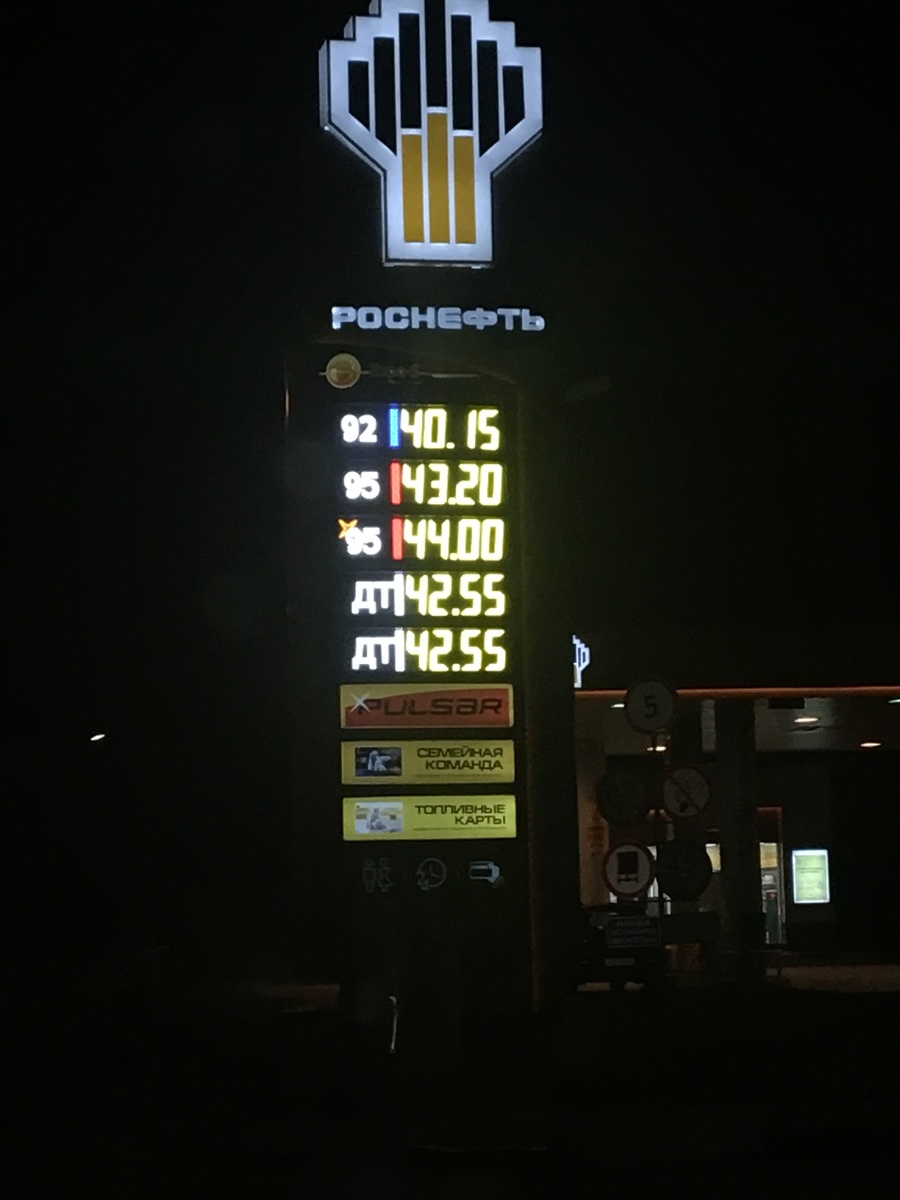 РОСНЕФТЬ
92 40.15
95 43.20
95 44.00
ДТ 42.55
ДТ 42.55
PULSAR
СЕМЕЙНАЯ
КОМАНДА
ТОПЛИВНЫЕ
КАРТЫ
5